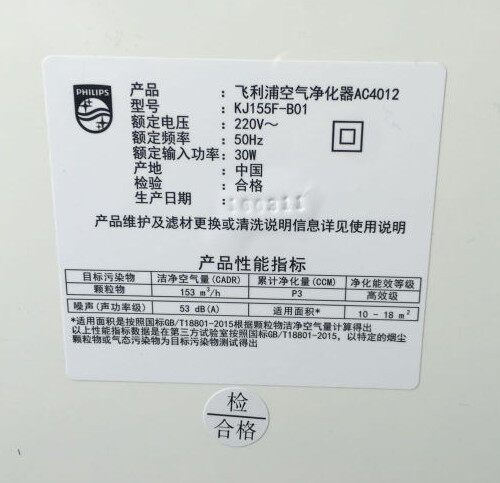 PHILIPS
产品 : 飞利浦空气净化器AC4012
型号 : KJ155F-B01
额定电压 : 220V~
额定频率 : 50Hz
额定输入功率 : 30W
产地 : 中国
检验 : 合格
生产日期 :
产品维护及滤材更换或清洗说明信息详见使用说明
产品性能指标
目标污染物 洁净空气量(CADR) 累计净化量(CCM) 净化能效等级
颗粒物 153 m³/h P3 高效级
噪声(声功率级) 53 dB(A) 适用面积* 10 - 18 m²
*适用面积是按照国标GB/T18801-2015根据颗粒物洁净空气量计算得出
以上性能指标数据是在第三方试验室按照国标GB/T18801-2015, 以特定的烟尘
颗粒物或气态污染物为目标污染物测试得出
检
合格